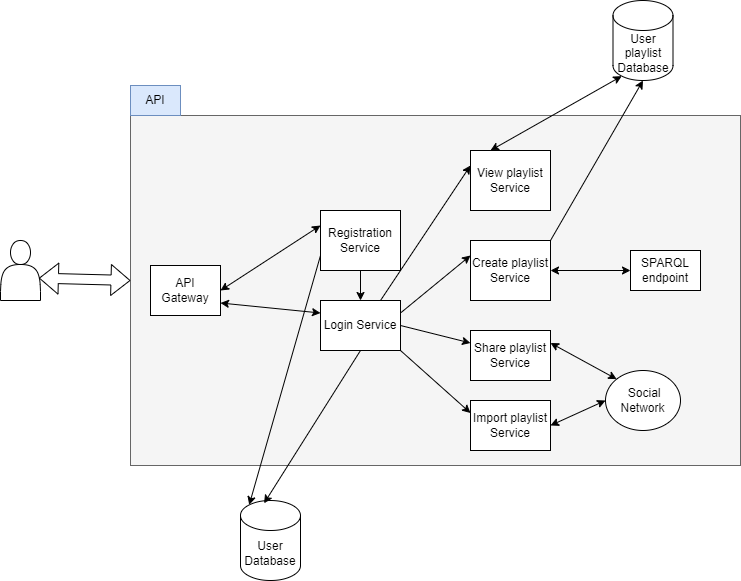 User
playlist
Database
API
View playlist
Service
Registration
Service
Create playlist
Service
SPARQL
endpoint
API
Gateway
Login Service
Share playlist
Service
Social
Network
Import playlist
Service
User
Database